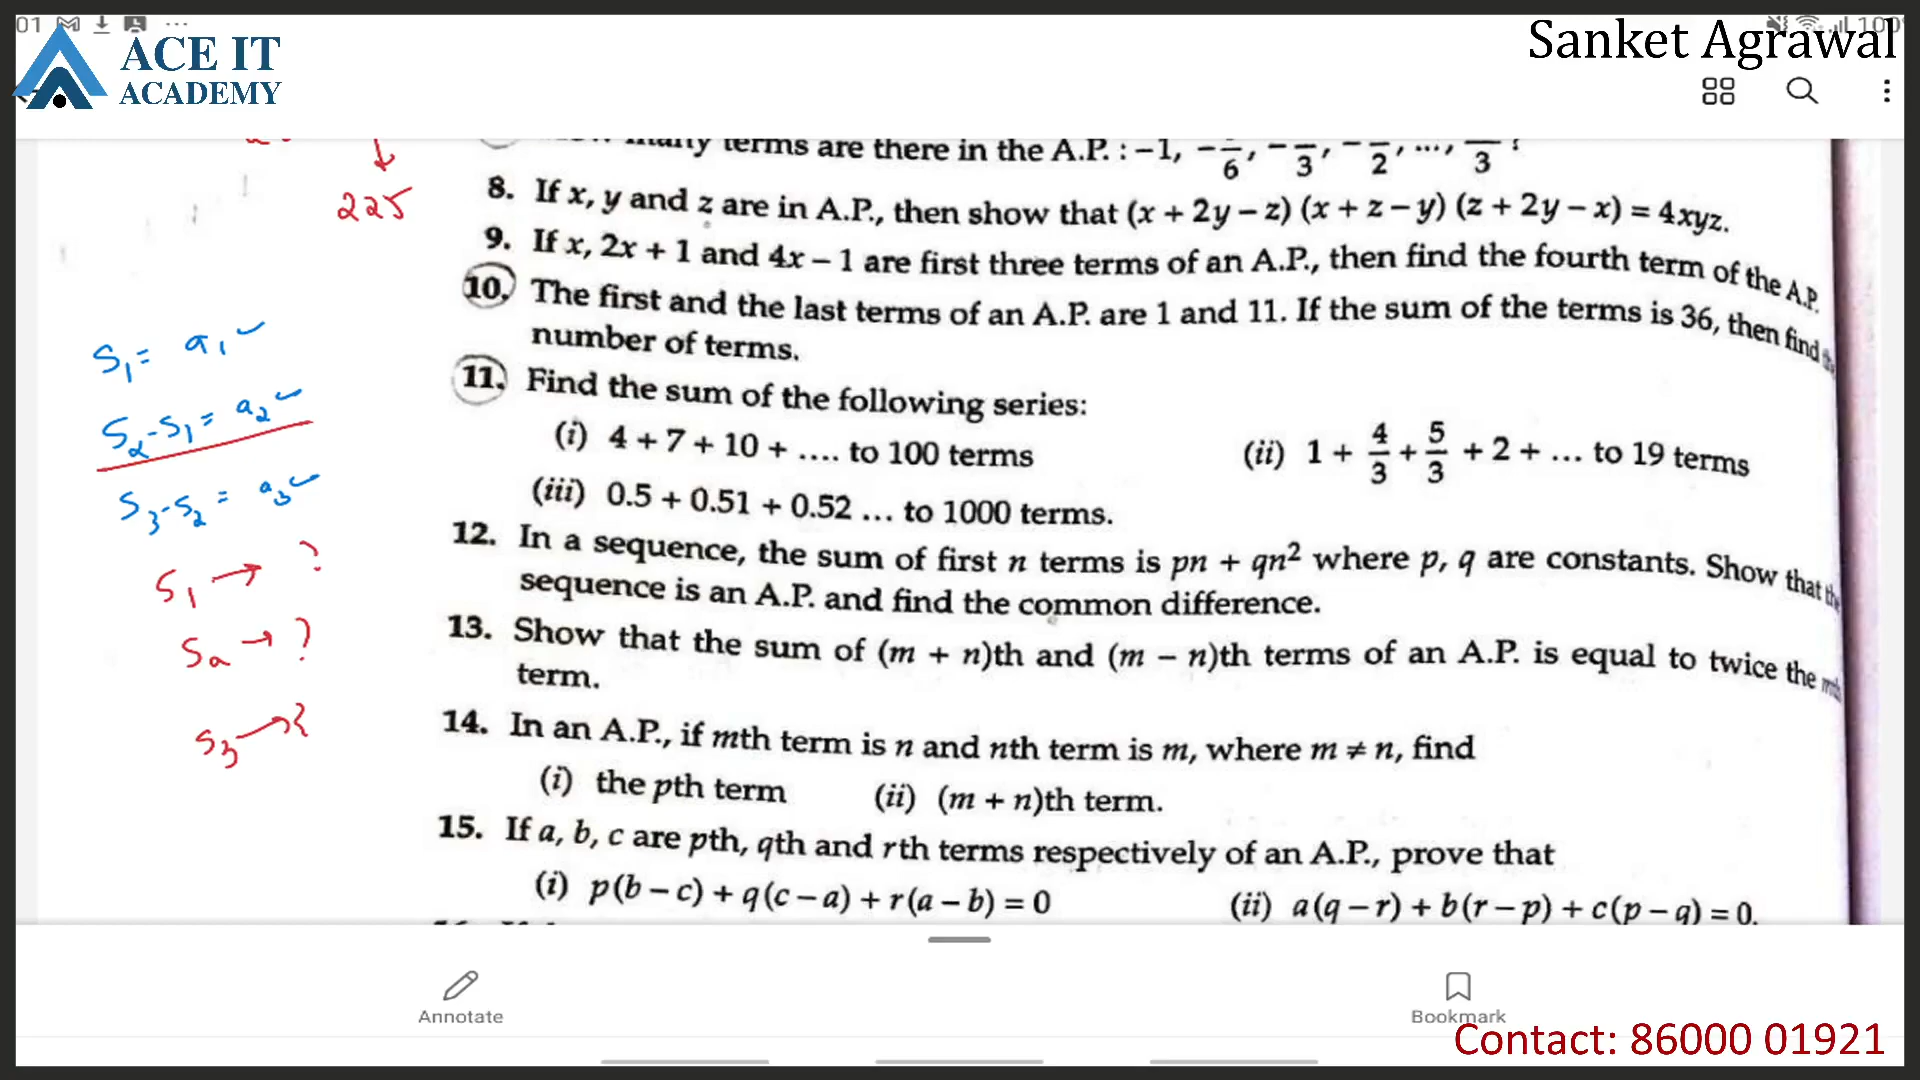 01
100%
ACE IT
ACADEMY
Sanket Agrawal
many terms are there in the A.P. : −1, −/6, −/3, −/2, ..., /3 ?
225
8. If x, y and z are in A.P., then show that (x + 2y − z) (x + z − y) (z + 2y − x) = 4xyz.
9. If x, 2x + 1 and 4x − 1 are first three terms of an A.P., then find the fourth term of the A.P.
10. The first and the last terms of an A.P. are 1 and 11. If the sum of the terms is 36, then find the
number of terms.
11. Find the sum of the following series:
(i) 4 + 7 + 10 + .... to 100 terms (ii) 1 + 4/3 + 5/3 + 2 + ... to 19 terms
(iii) 0.5 + 0.51 + 0.52 ... to 1000 terms.
12. In a sequence, the sum of first n terms is pn + qn² where p, q are constants. Show that the
sequence is an A.P. and find the common difference.
13. Show that the sum of (m + n)th and (m − n)th terms of an A.P. is equal to twice the mth
term.
14. In an A.P., if mth term is n and nth term is m, where m ≠ n, find
(i) the pth term (ii) (m + n)th term.
15. If a, b, c are pth, qth and rth terms respectively of an A.P., prove that
(i) p(b − c) + q(c − a) + r(a − b) = 0 (ii) a(q − r) + b(r − p) + c(p − q) = 0.
S₁ = a₁
S₂-S₁ = a₂
S₃-S₂ = a₃
S₁ → ?
S₂ → ?
S₃ → ?
Annotate
Bookmark
Contact: 86000 01921